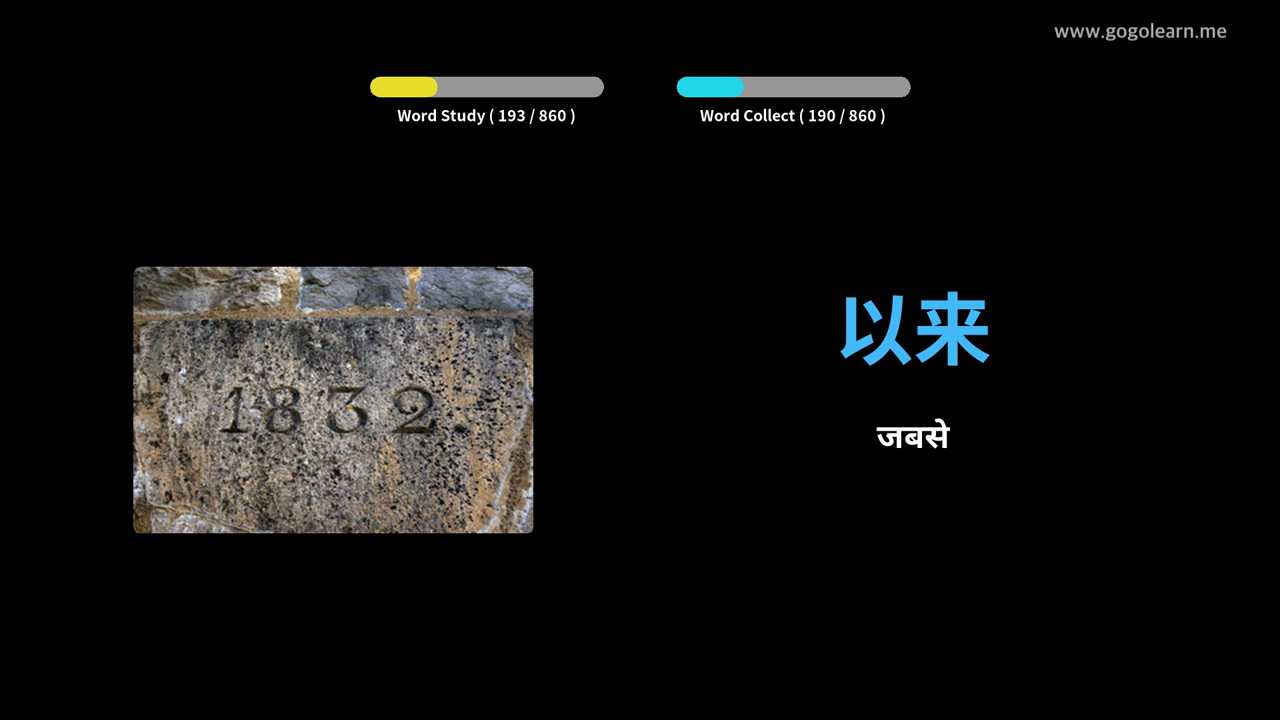 www.gogolearn.me
Word Study ( 193 / 860 )
Word Collect ( 190 / 860 )
1832.
以来
जबसे